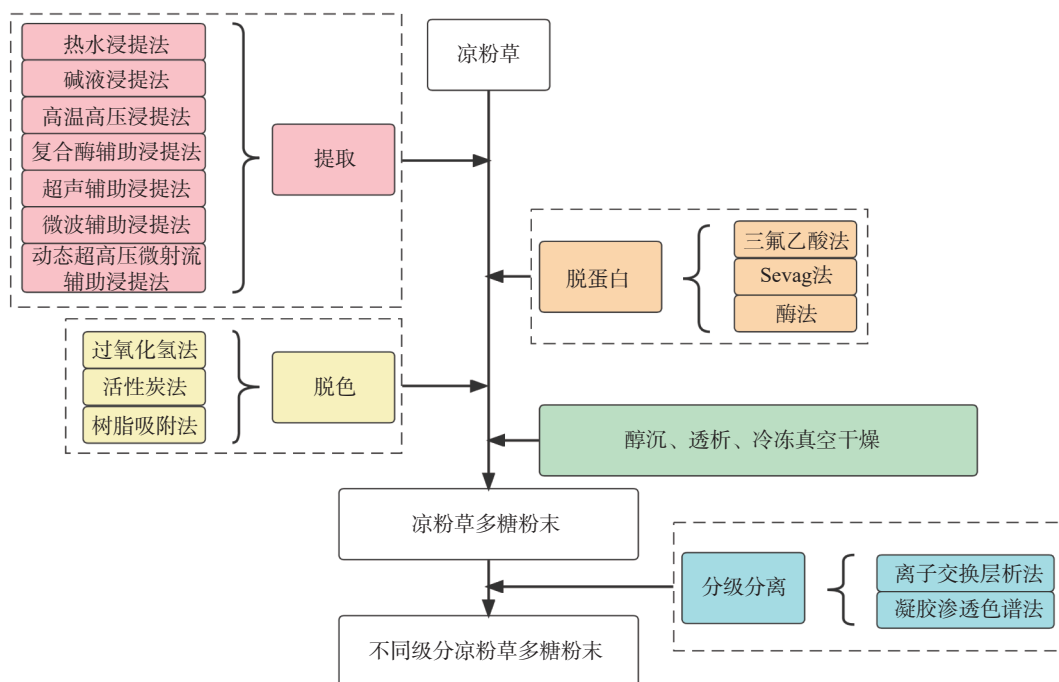 热水浸提法
碱液浸提法
高温高压浸提法
复合酶辅助浸提法
超声辅助浸提法
微波辅助浸提法
动态超高压微射流
辅助浸提法
提取
凉粉草
脱蛋白
三氟乙酸法
Sevag法
酶法
过氧化氢法
活性炭法
树脂吸附法
脱色
醇沉、透析、冷冻真空干燥
凉粉草多糖粉末
分级分离
离子交换层析法
凝胶渗透色谱法
不同级分凉粉草多糖粉末